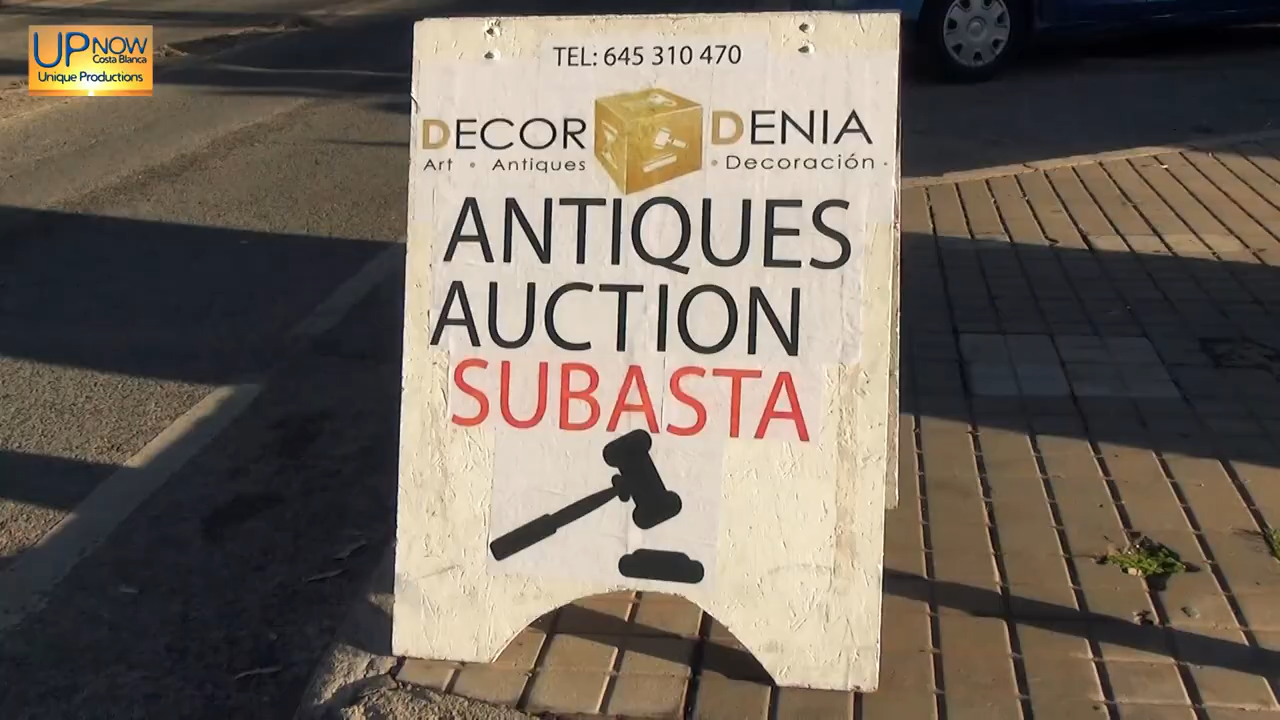 UP NOW
Costa Blanca
Unique Productions
TEL: 645 310 470
DECOR DENIA
Art • Antiques • Decoración •
ANTIQUES
AUCTION
SUBASTA